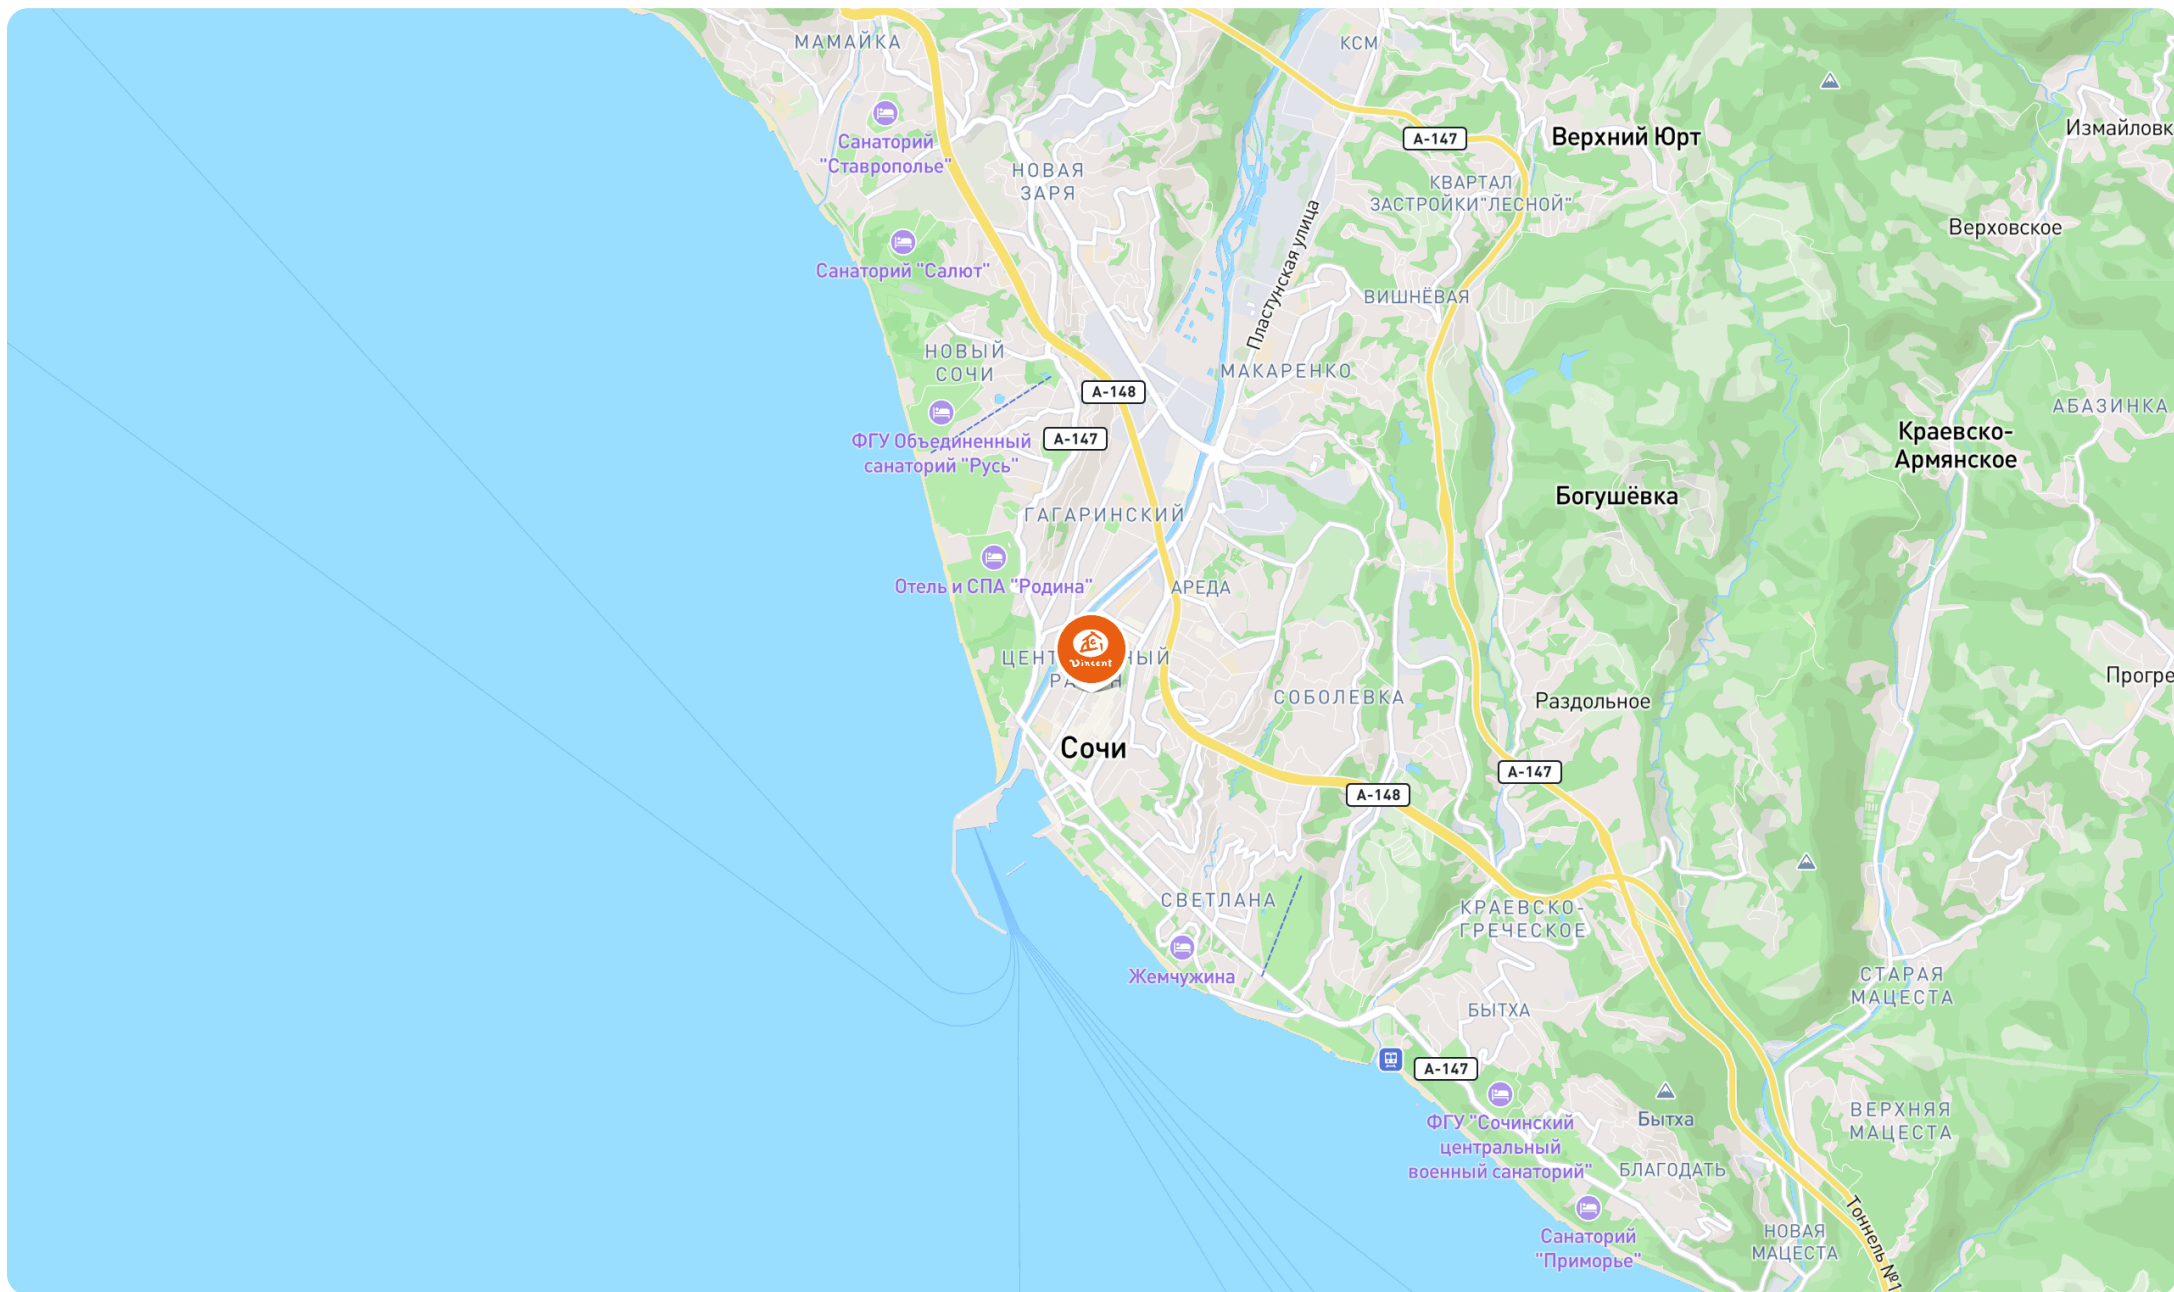 МАМАЙКА
КСМ
Санаторий
"Ставрополье"
А-147
Верхний Юрт
Измайловк
НОВАЯ
ЗАРЯ
КВАРТАЛ
ЗАСТРОЙКИ"ЛЕСНОЙ"
Верховское
Санаторий "Салют"
Пластунская улица
ВИШНЁВАЯ
НОВЫЙ
СОЧИ
МАКАРЕНКО
А-148
АБАЗИНКА
ФГУ Объединенный
санаторий "Русь"
А-147
Краевско-
Армянское
Богушёвка
ГАГАРИНСКИЙ
Отель и СПА "Родина"
АРЕДА
Vincent
ЦЕНТ
НЫЙ
Прогре
СОБОЛЕВКА
Раздольное
Сочи
А-147
А-148
СВЕТЛАНА
КРАЕВСКО-
ГРЕЧЕСКОЕ
Жемчужина
СТАРАЯ
МАЦЕСТА
БЫТХА
А-147
ФГУ "Сочинский
центральный
военный санаторий"
Бытха
ВЕРХНЯЯ
МАЦЕСТА
БЛАГОДАТЬ
Санаторий
"Приморье"
НОВАЯ
МАЦЕСТА
Тоннель №1